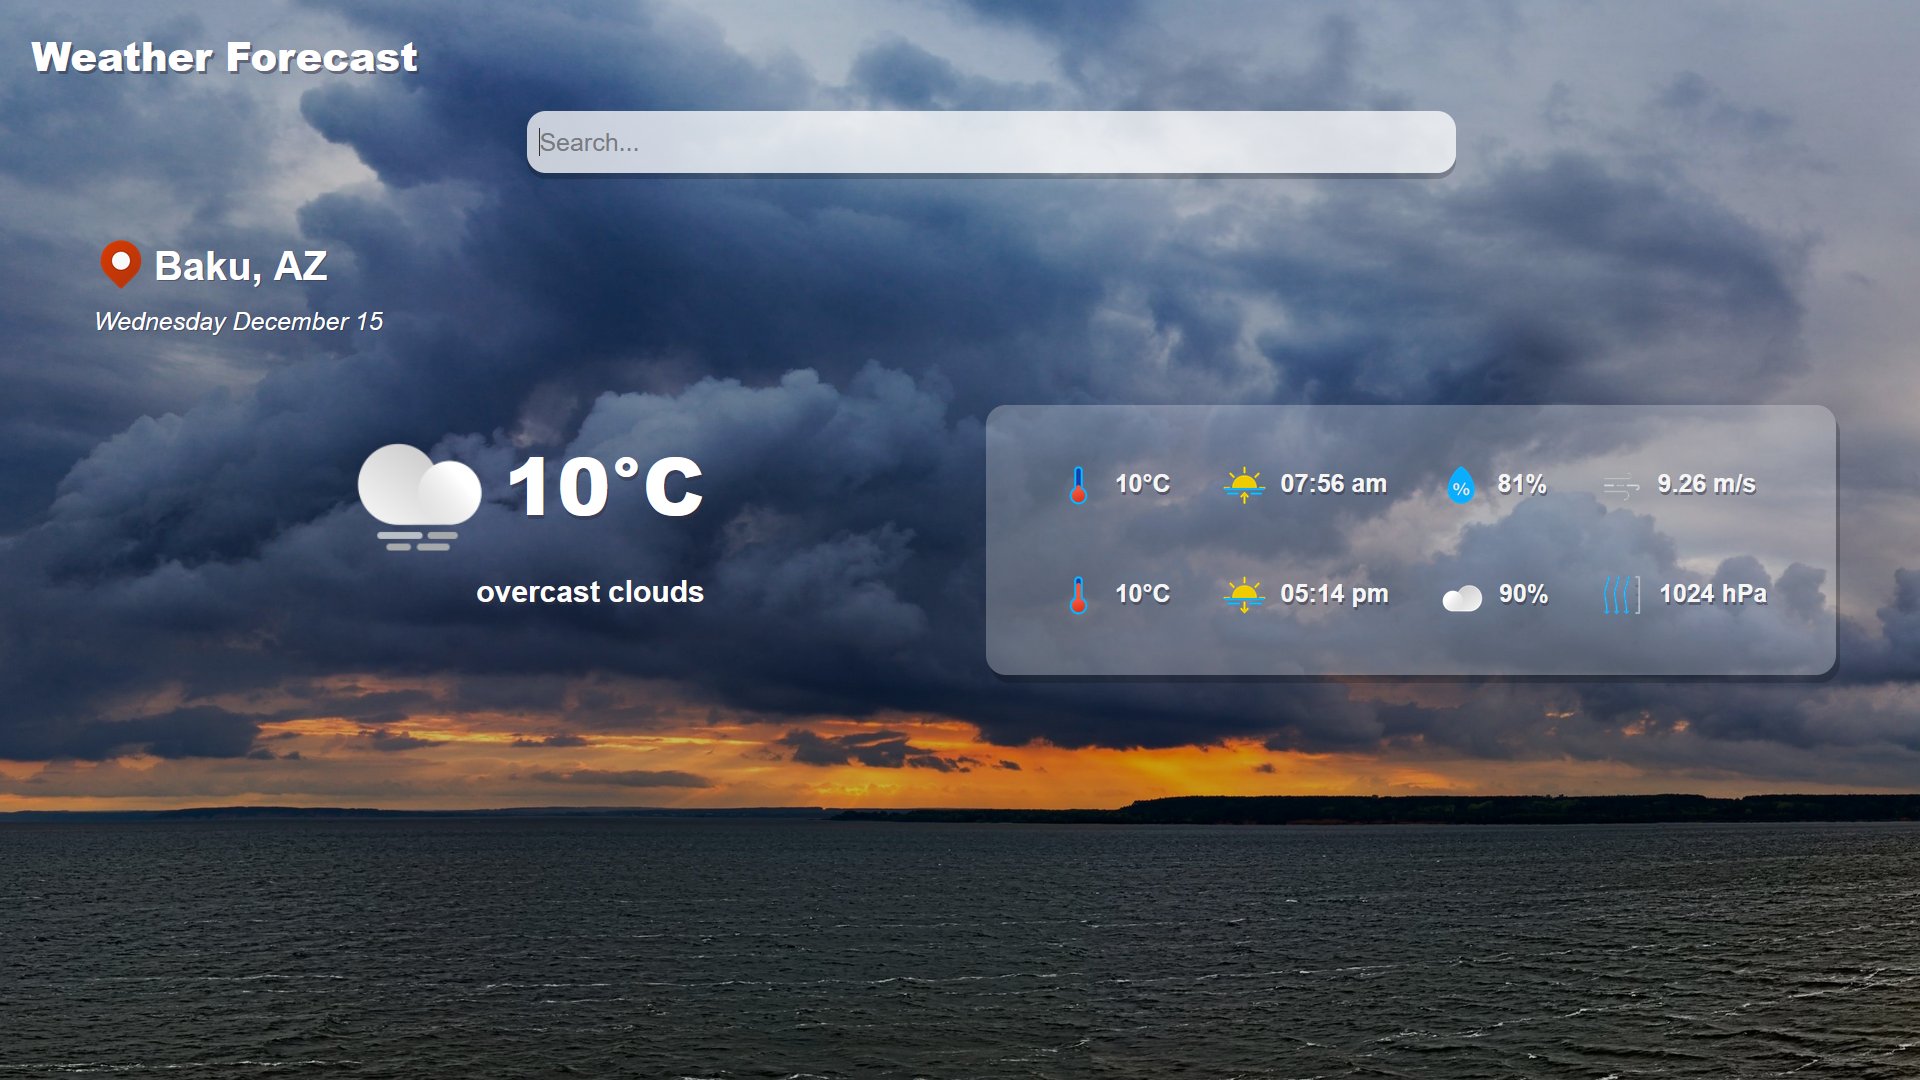 Weather Forecast
Search...
Baku, AZ
Wednesday December 15
10°C
overcast clouds
10°C 07:56 am % 81% 9.26 m/s
10°C 05:14 pm 90% 1024 hPa